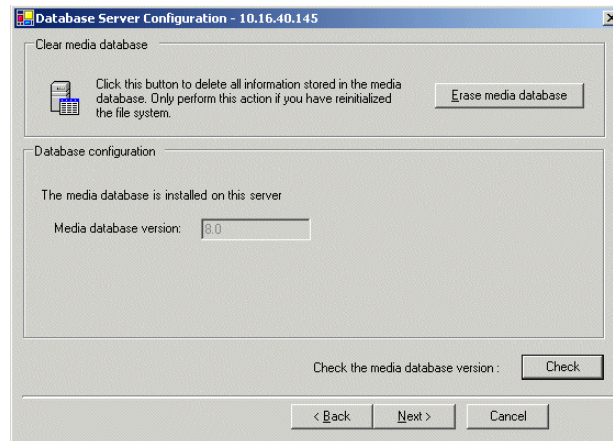 Database Server Configuration - 10.16.40.145
Clear media database
Click this button to delete all information stored in the media
database. Only perform this action if you have reinitialized
the file system.
Erase media database
Database configuration
The media database is installed on this server
Media database version: 8.0
Check the media database version : Check
< Back Next > Cancel